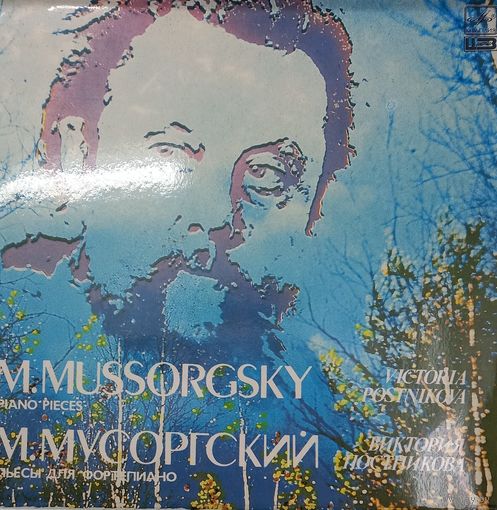 M. MUSSORGSKY
PIANO PIECES
VICTORIA
POSTNIKOVA
М. МУСОРГСКИЙ
ПЬЕСЫ ДЛЯ ФОРТЕПИАНО
ВИКТОРИЯ
ПОСТНИКОВА